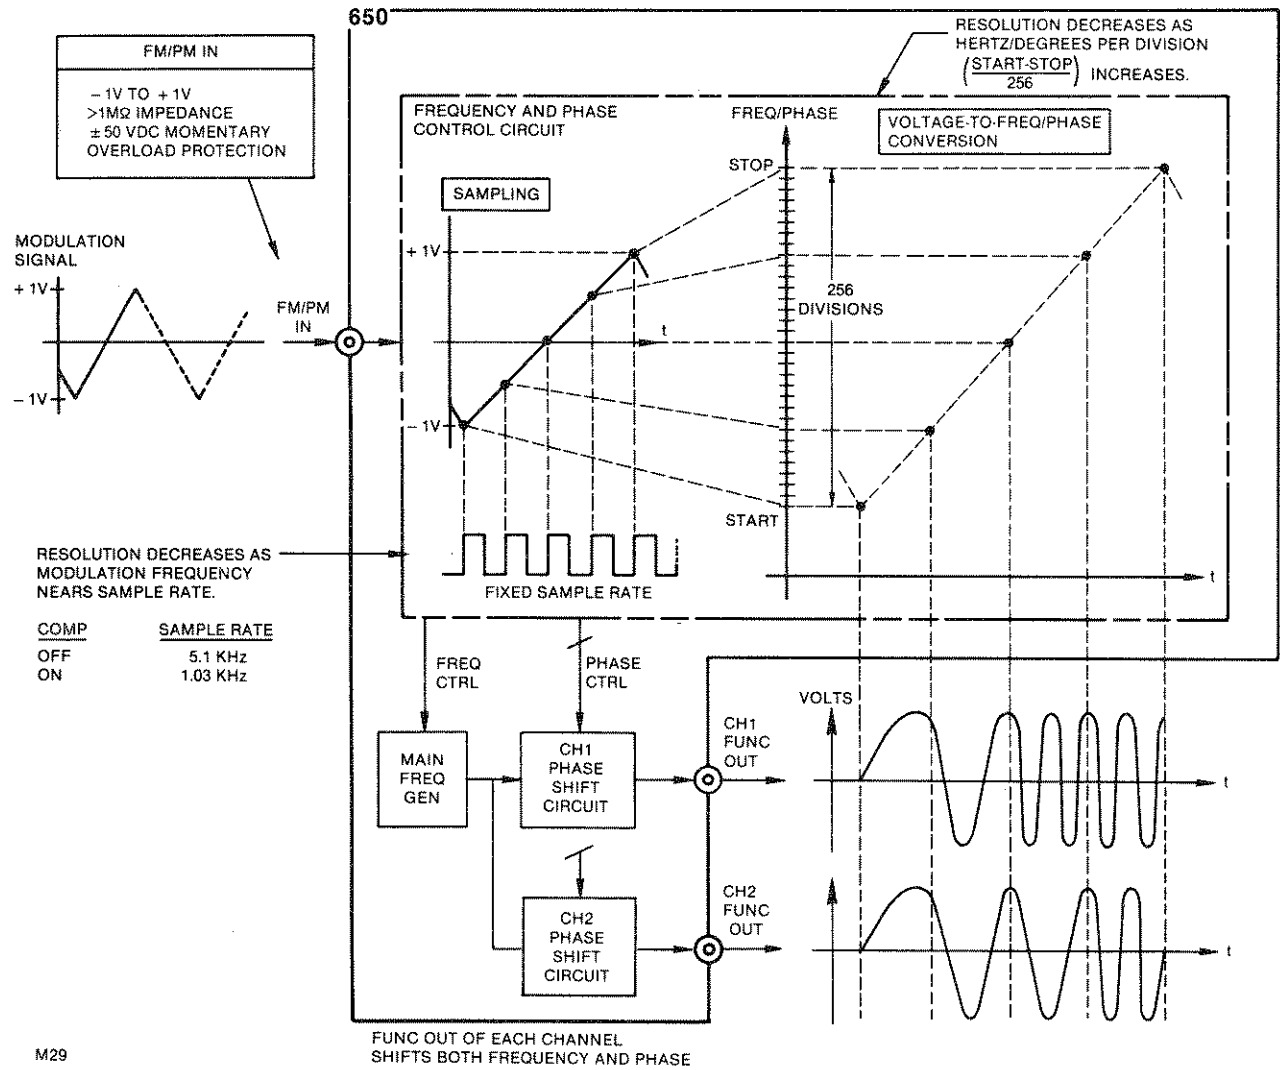 650
RESOLUTION DECREASES AS
HERTZ/DEGREES PER DIVISION
(START-STOP/256) INCREASES.
FM/PM IN
– 1V TO + 1V
>1MΩ IMPEDANCE
± 50 VDC MOMENTARY
OVERLOAD PROTECTION
FREQUENCY AND PHASE
CONTROL CIRCUIT
FREQ/PHASE
VOLTAGE-TO-FREQ/PHASE
CONVERSION
STOP
SAMPLING
+ 1V
t
– 1V
256
DIVISIONS
START
t
MODULATION
SIGNAL
+ 1V
– 1V
FM/PM
IN
FIXED SAMPLE RATE
RESOLUTION DECREASES AS
MODULATION FREQUENCY
NEARS SAMPLE RATE.
COMP SAMPLE RATE
OFF 5.1 KHz
ON 1.03 KHz
FREQ
CTRL
PHASE
CTRL
MAIN
FREQ
GEN
CH1
PHASE
SHIFT
CIRCUIT
CH1
FUNC
OUT
VOLTS
t
CH2
PHASE
SHIFT
CIRCUIT
CH2
FUNC
OUT
t
FUNC OUT OF EACH CHANNEL
SHIFTS BOTH FREQUENCY AND PHASE
M29